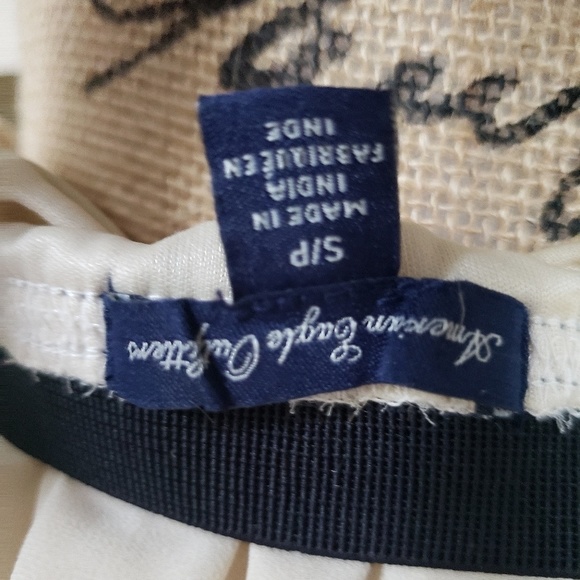 American Eagle Outfitters
S/P
MADE IN
INDIA
FABRIQUÉ EN
INDE